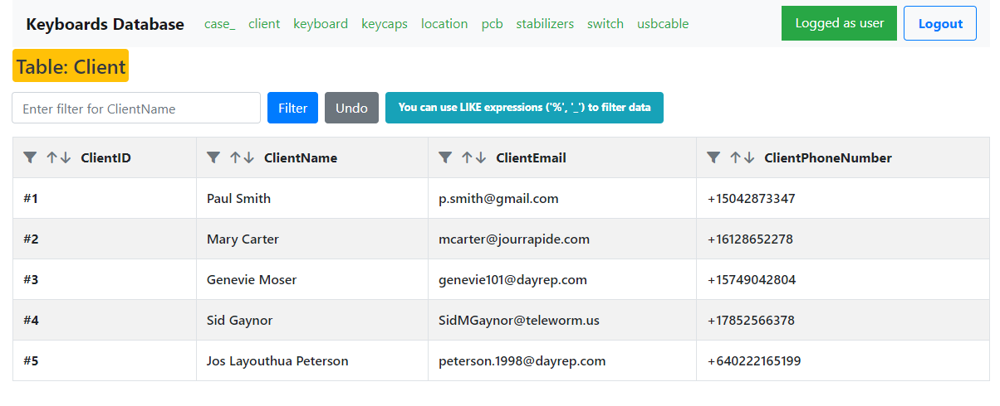 Keyboards Database case_ client keyboard keycaps location pcb stabilizers switch usbcable Logged as user Logout
Table: Client
Enter filter for ClientName Filter Undo You can use LIKE expressions ('%', '_') to filter data
ClientID ClientName ClientEmail ClientPhoneNumber
#1 Paul Smith p.smith@gmail.com +15042873347
#2 Mary Carter mcarter@jourrapide.com +16128652278
#3 Genevie Moser genevie101@dayrep.com +15749042804
#4 Sid Gaynor SidMGaynor@teleworm.us +17852566378
#5 Jos Layouthua Peterson peterson.1998@dayrep.com +640222165199